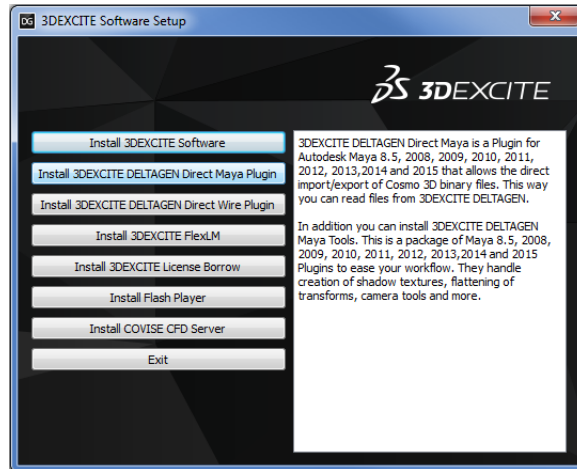 DG 3DEXCITE Software Setup
3S 3DEXCITE
Install 3DEXCITE Software
Install 3DEXCITE DELTAGEN Direct Maya Plugin
Install 3DEXCITE DELTAGEN Direct Wire Plugin
Install 3DEXCITE FlexLM
Install 3DEXCITE License Borrow
Install Flash Player
Install COVISE CFD Server
Exit
3DEXCITE DELTAGEN Direct Maya is a Plugin for
Autodesk Maya 8.5, 2008, 2009, 2010, 2011,
2012, 2013,2014 and 2015 that allows the direct
import/export of Cosmo 3D binary files. This way
you can read files from 3DEXCITE DELTAGEN.
In addition you can install 3DEXCITE DELTAGEN
Maya Tools. This is a package of Maya 8.5, 2008,
2009, 2010, 2011, 2012, 2013,2014 and 2015
Plugins to ease your workflow. They handle
creation of shadow textures, flattening of
transforms, camera tools and more.